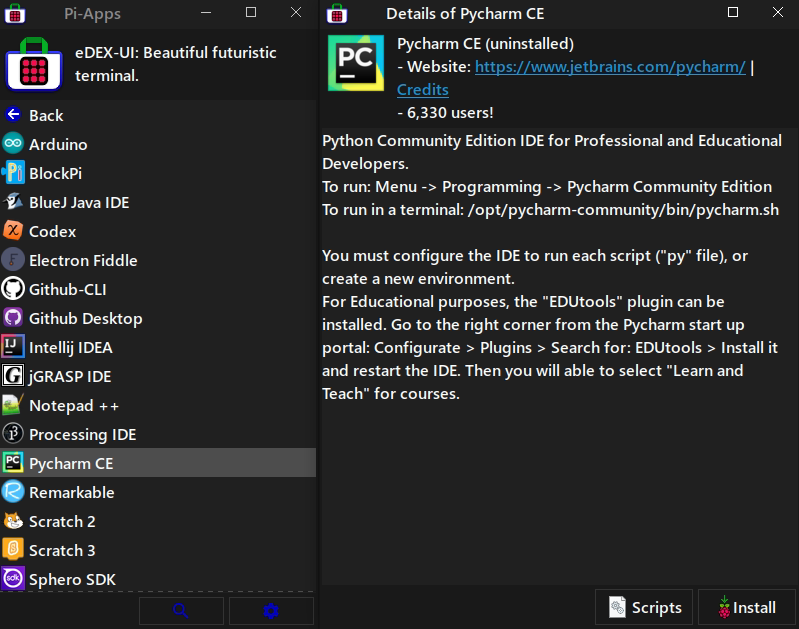 Pi-Apps
eDEX-UI: Beautiful futuristic
terminal.
Back
Arduino
BlockPi
BlueJ Java IDE
Codex
Electron Fiddle
Github-CLI
Github Desktop
Intellij IDEA
jGRASP IDE
Notepad ++
Processing IDE
Pycharm CE
Remarkable
Scratch 2
Scratch 3
Sphero SDK
Details of Pycharm CE
PC
Pycharm CE (uninstalled)
- Website: https://www.jetbrains.com/pycharm/ |
Credits
- 6,330 users!
Python Community Edition IDE for Professional and Educational
Developers.
To run: Menu -> Programming -> Pycharm Community Edition
To run in a terminal: /opt/pycharm-community/bin/pycharm.sh
You must configure the IDE to run each script ("py" file), or
create a new environment.
For Educational purposes, the "EDUtools" plugin can be
installed. Go to the right corner from the Pycharm start up
portal: Configurate > Plugins > Search for: EDUtools > Install it
and restart the IDE. Then you will able to select "Learn and
Teach" for courses.
Scripts
Install